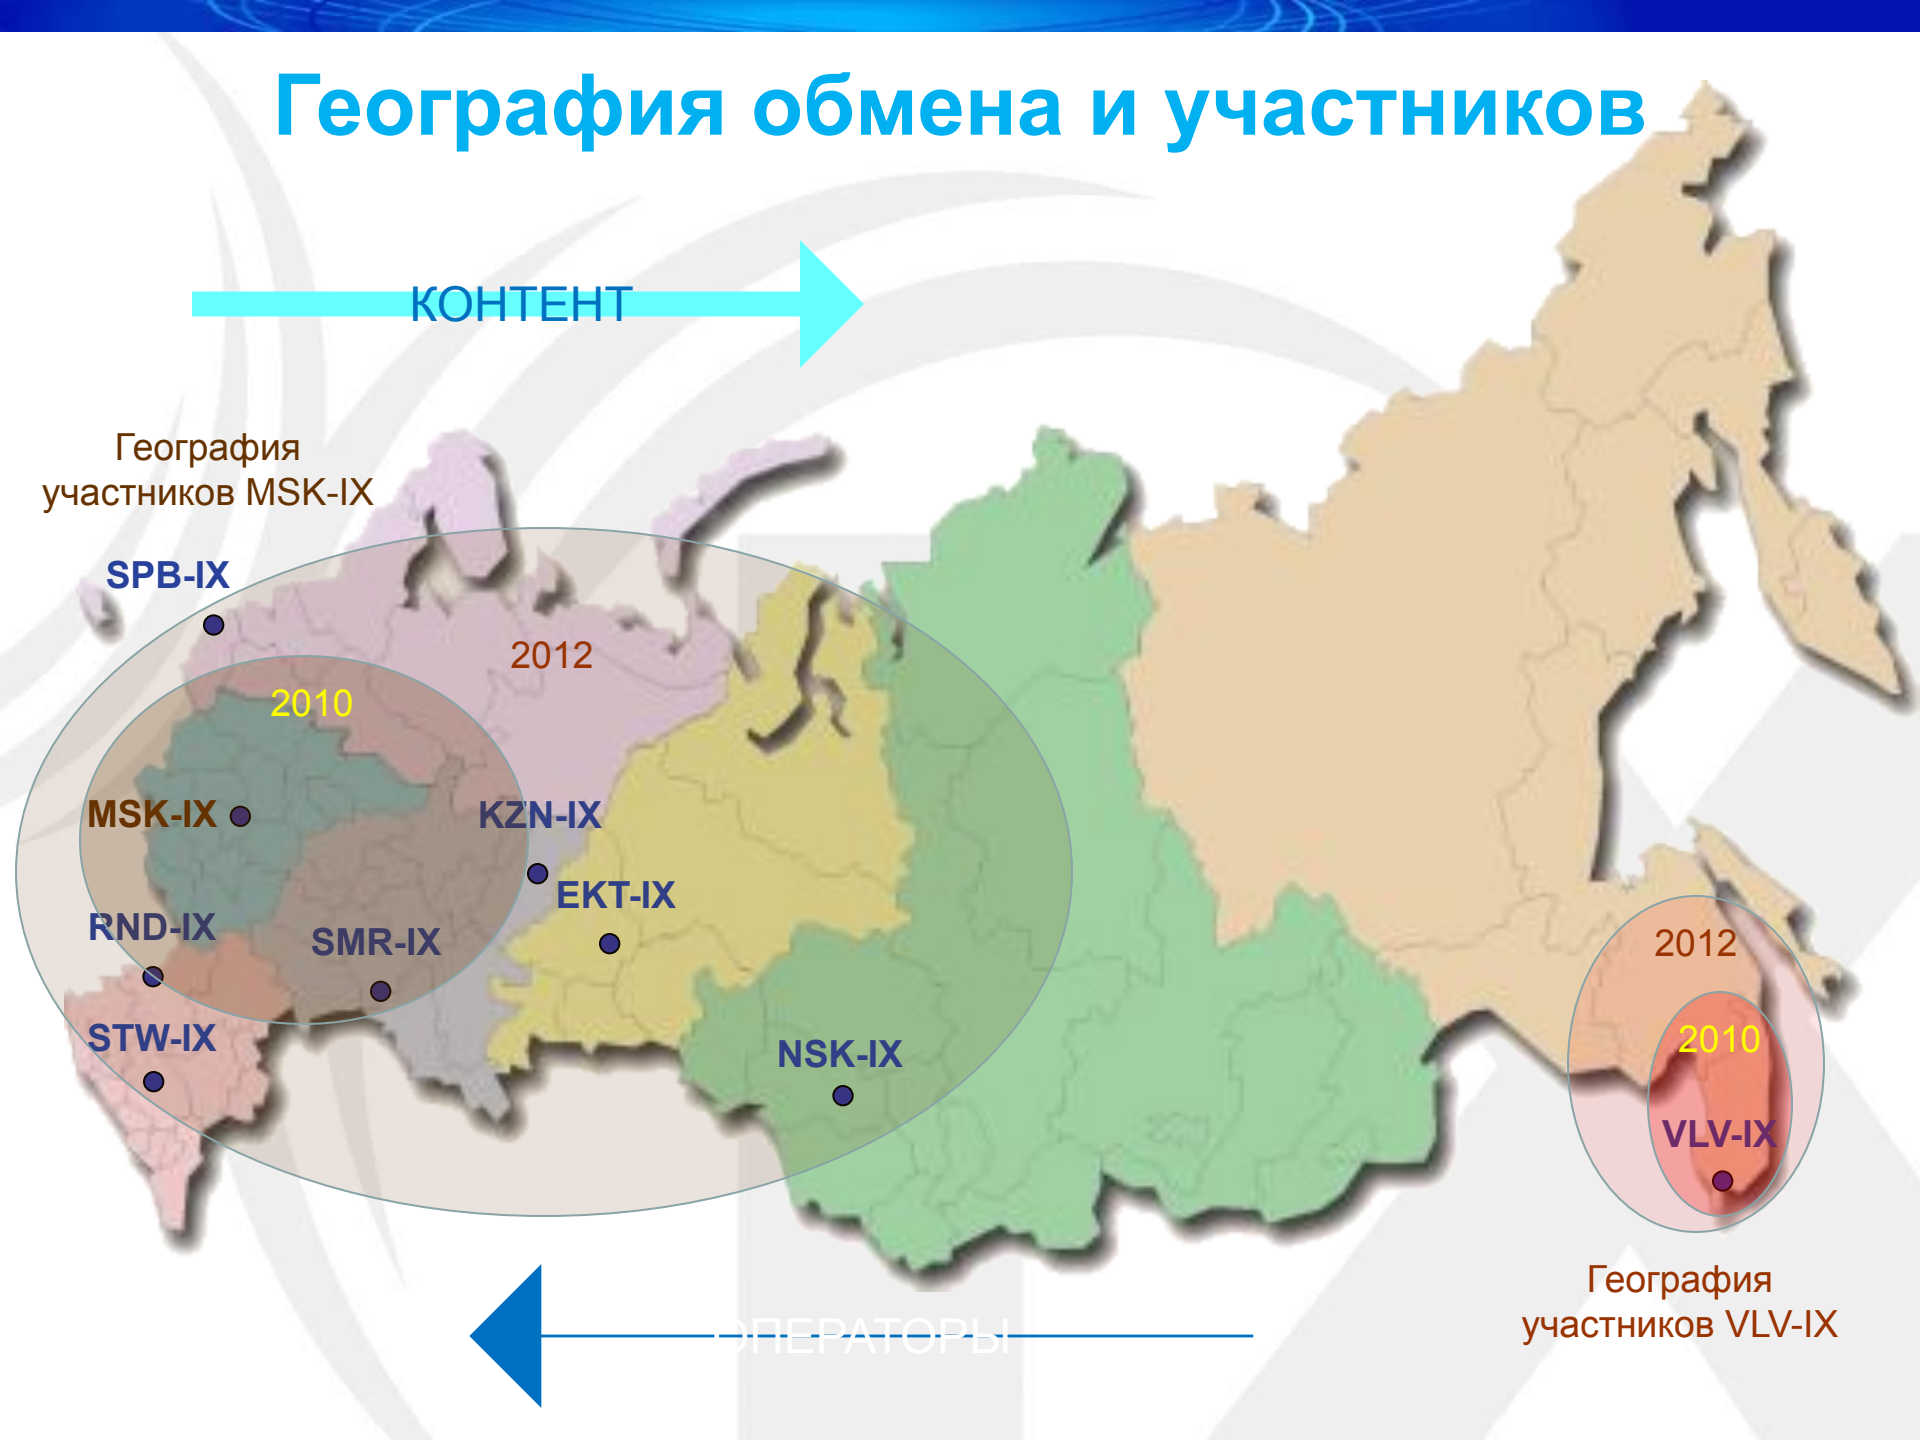 География обмена и участников
КОНТЕНТ
География
участников MSK-IX
SPB-IX
2012
2010
MSK-IX
KZN-IX
EKT-IX
RND-IX
SMR-IX
STW-IX
NSK-IX
2012
2010
VLV-IX
География
участников VLV-IX
ОПЕРАТОРЫ